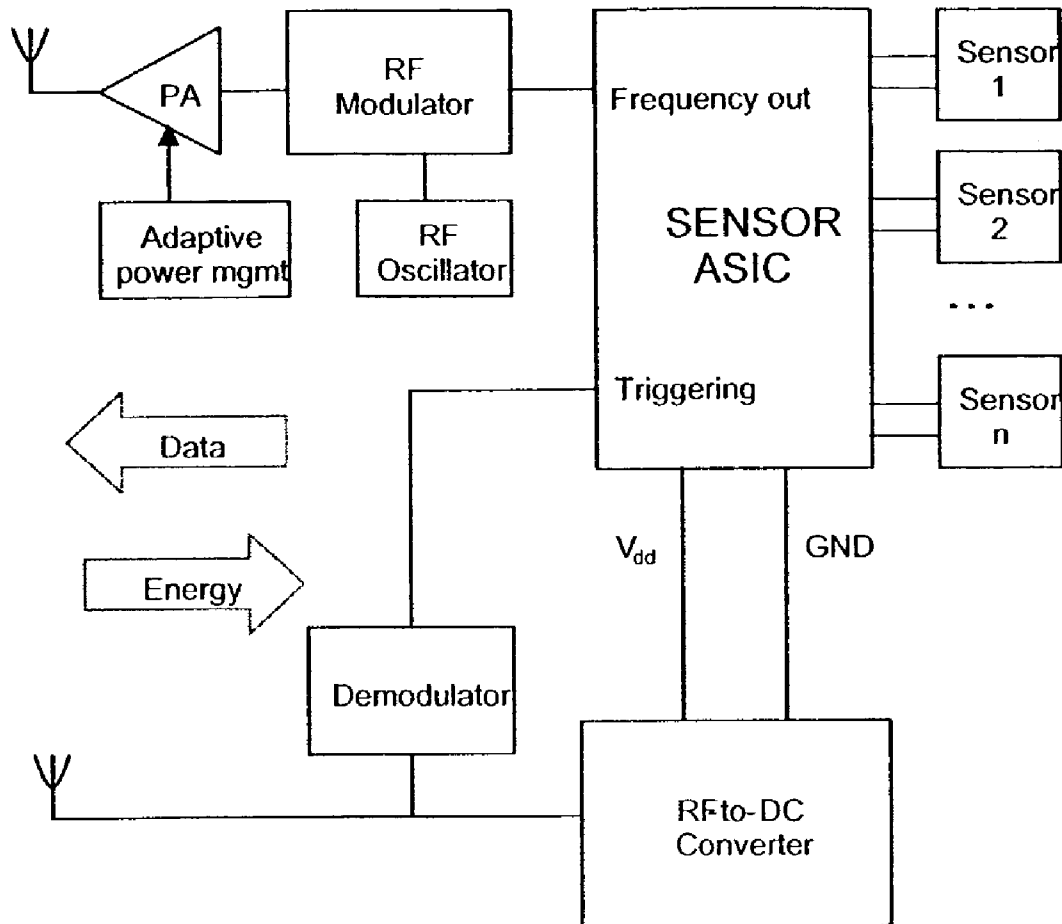 PA
RF
Modulator
Frequency out
Sensor
1
Adaptive
power mgmt
RF
Oscillator
SENSOR
ASIC
Sensor
2
...
Triggering
Sensor
n
Data
Energy
Vdd
GND
Demodulator
RF-to-DC
Converter